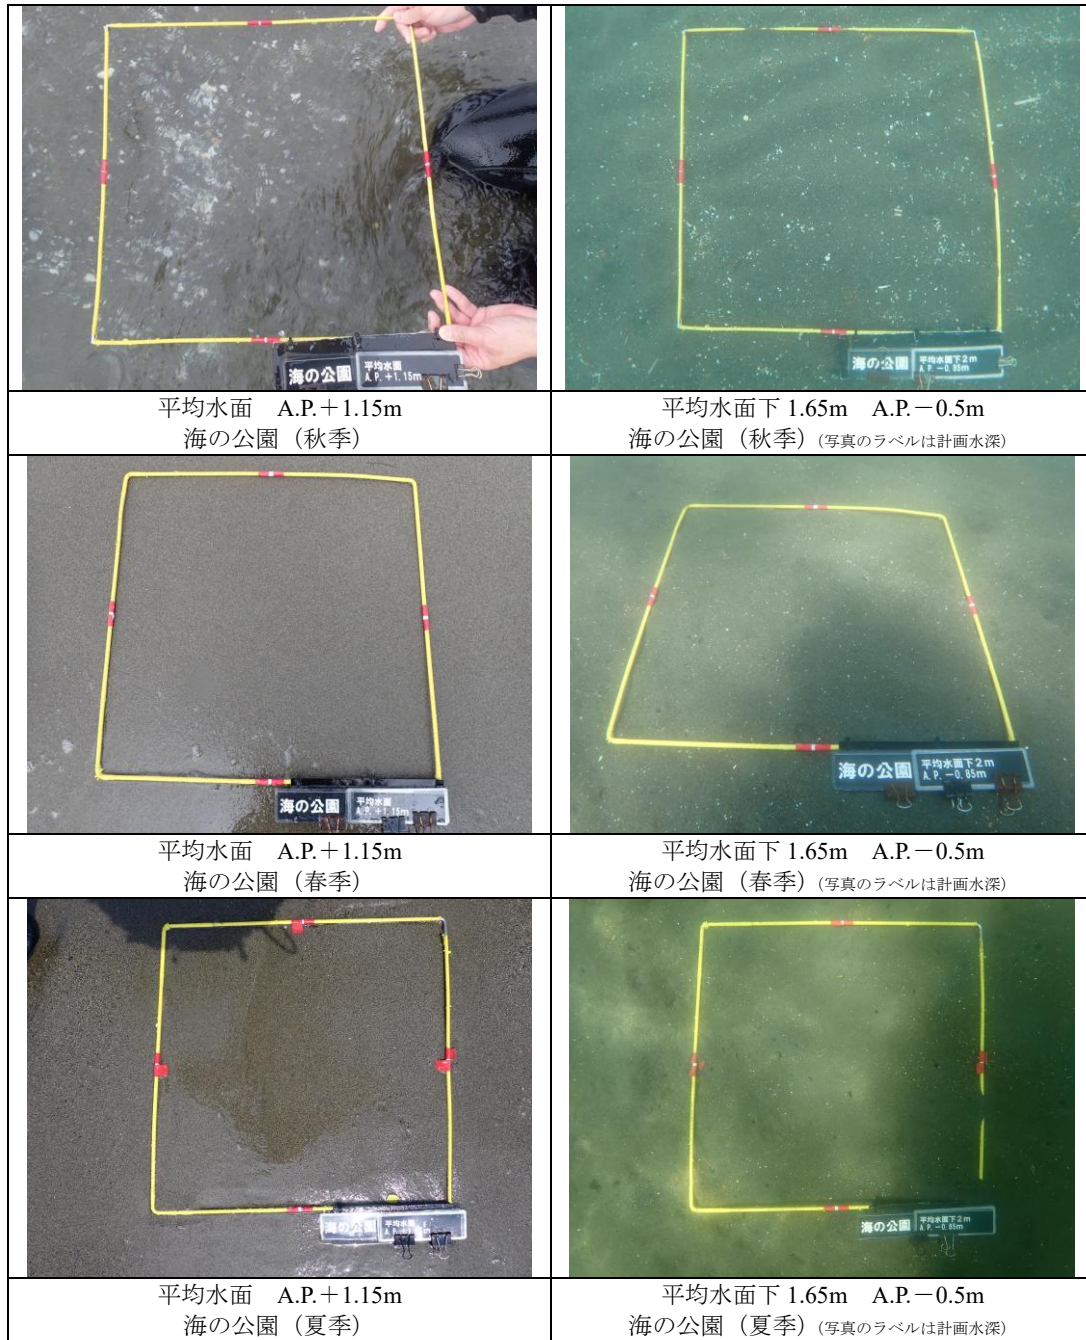 海の公園
平均水面
A.P.+1.15m
海の公園
平均水面下2m
A.P.-0.85m
平均水面 A.P.+1.15m
海の公園（秋季）
平均水面下 1.65m A.P.－0.5m
海の公園（秋季）(写真のラベルは計画水深)
海の公園
平均水面
A.P.+1.15m
海の公園
平均水面下2m
A.P.-0.85m
平均水面 A.P.+1.15m
海の公園（春季）
平均水面下 1.65m A.P.－0.5m
海の公園（春季）(写真のラベルは計画水深)
海の公園
平均水面
海の公園
平均水面下2m
A.P.-0.85m
平均水面 A.P.+1.15m
海の公園（夏季）
平均水面下 1.65m A.P.－0.5m
海の公園（夏季）(写真のラベルは計画水深)